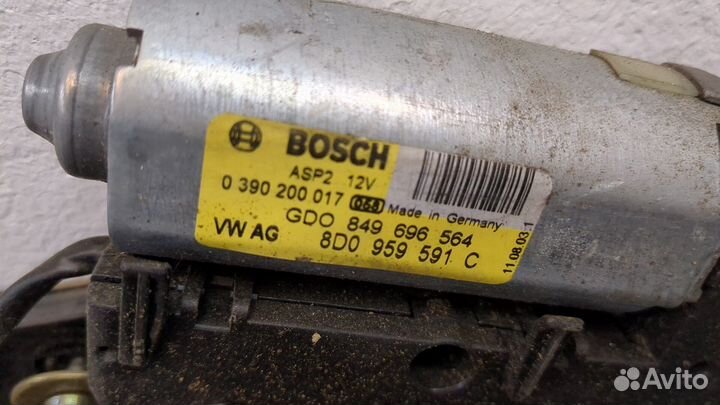 BOSCH
ASP2 12V
0 390 200 017 Made in Germany
GDO 849 696 564
VW AG 8D0 959 591 C
11 08 03 1
Avito